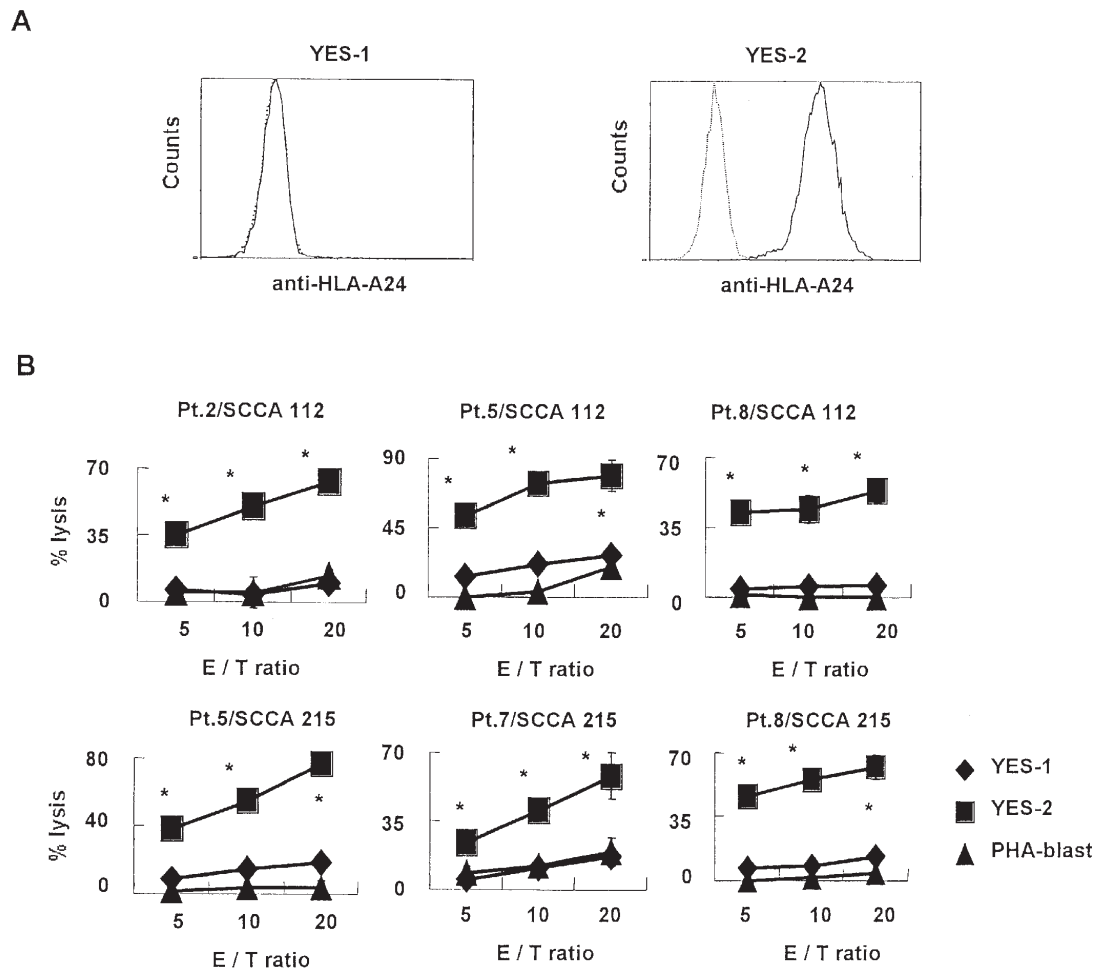 A
YES-1
YES-2
Counts
Counts
anti-HLA-A24
anti-HLA-A24
B
Pt.2/SCCA 112
Pt.5/SCCA 112
Pt.8/SCCA 112
% lysis
70
35
0
* * *
5 10 20
E / T ratio
90
45
0
* * *
5 10 20
E / T ratio
70
35
0
* * *
5 10 20
E / T ratio
Pt.5/SCCA 215
Pt.7/SCCA 215
Pt.8/SCCA 215
% lysis
80
40
0
* * *
5 10 20
E / T ratio
70
35
0
* * *
5 10 20
E / T ratio
70
35
0
* * *
5 10 20
E / T ratio
YES-1
YES-2
PHA-blast